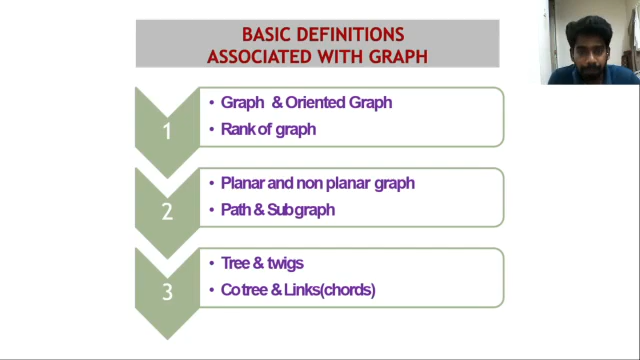 BASIC DEFINITIONS
ASSOCIATED WITH GRAPH
1
• Graph & Oriented Graph
• Rank of graph
2
• Planar and non planar graph
• Path & Subgraph
3
• Tree & twigs
• Cotree & Links(chords)